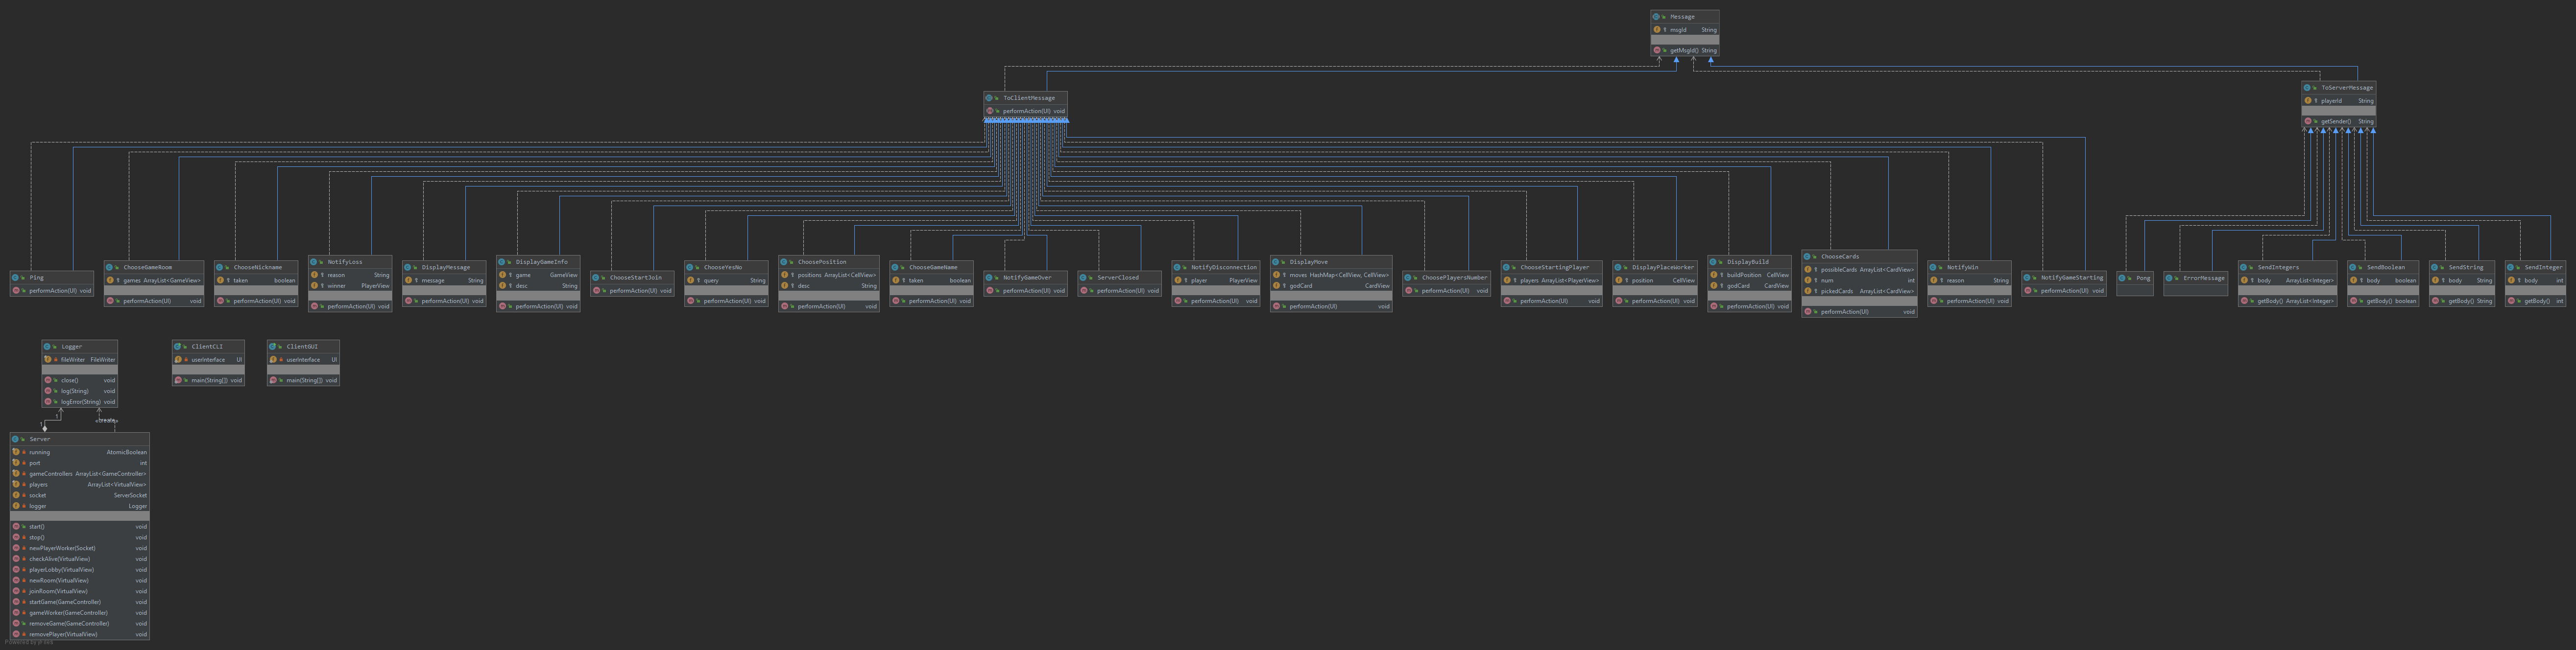 Message
msgId String
getMsgId() String
ToClientMessage
performAction(UI) void
ToServerMessage
playerId String
getSender() String
Ping
performAction(UI) void
ChooseGameRoom
games ArrayList<GameView>
performAction(UI) void
ChooseNickname
taken boolean
performAction(UI) void
NotifyLoss
reason String
winner PlayerView
performAction(UI) void
DisplayMessage
message String
performAction(UI) void
DisplayGameInfo
game GameView
desc String
performAction(UI) void
ChooseStartJoin
performAction(UI) void
ChooseYesNo
query String
performAction(UI) void
ChoosePosition
positions ArrayList<CellView>
desc String
performAction(UI) void
ChooseGameName
taken boolean
performAction(UI) void
NotifyGameOver
performAction(UI) void
ServerClosed
performAction(UI) void
NotifyDisconnection
player PlayerView
performAction(UI) void
DisplayMove
moves HashMap<CellView, CellView>
godCard CardView
performAction(UI) void
ChoosePlayersNumber
performAction(UI) void
ChooseStartingPlayer
players ArrayList<PlayerView>
performAction(UI) void
DisplayPlaceWorker
position CellView
performAction(UI) void
DisplayBuild
buildPosition CellView
godCard CardView
performAction(UI) void
ChooseCards
possibleCards ArrayList<CardView>
num int
pickedCards ArrayList<CardView>
performAction(UI) void
NotifyWin
reason String
performAction(UI) void
NotifyGameStarting
performAction(UI) void
Pong
ErrorMessage
SendIntegers
body ArrayList<Integer>
getBody() ArrayList<Integer>
SendBoolean
body boolean
getBody() boolean
SendString
body String
getBody() String
SendInteger
body int
getBody() int
Logger
fileWriter FileWriter
close() void
log(String) void
logError(String) void
ClientCLI
userInterface UI
main(String[]) void
ClientGUI
userInterface UI
main(String[]) void
1
1
«create»
Server
running AtomicBoolean
port int
gameControllers ArrayList<GameController>
players ArrayList<VirtualView>
socket ServerSocket
logger Logger
start() void
stop() void
newPlayerWorker(Socket) void
checkAlive(VirtualView) void
playerLobby(VirtualView) void
newRoom(VirtualView) void
joinRoom(VirtualView) void
startGame(GameController) void
gameWorker(GameController) void
removeGame(GameController) void
removePlayer(VirtualView) void
Powered by yFiles